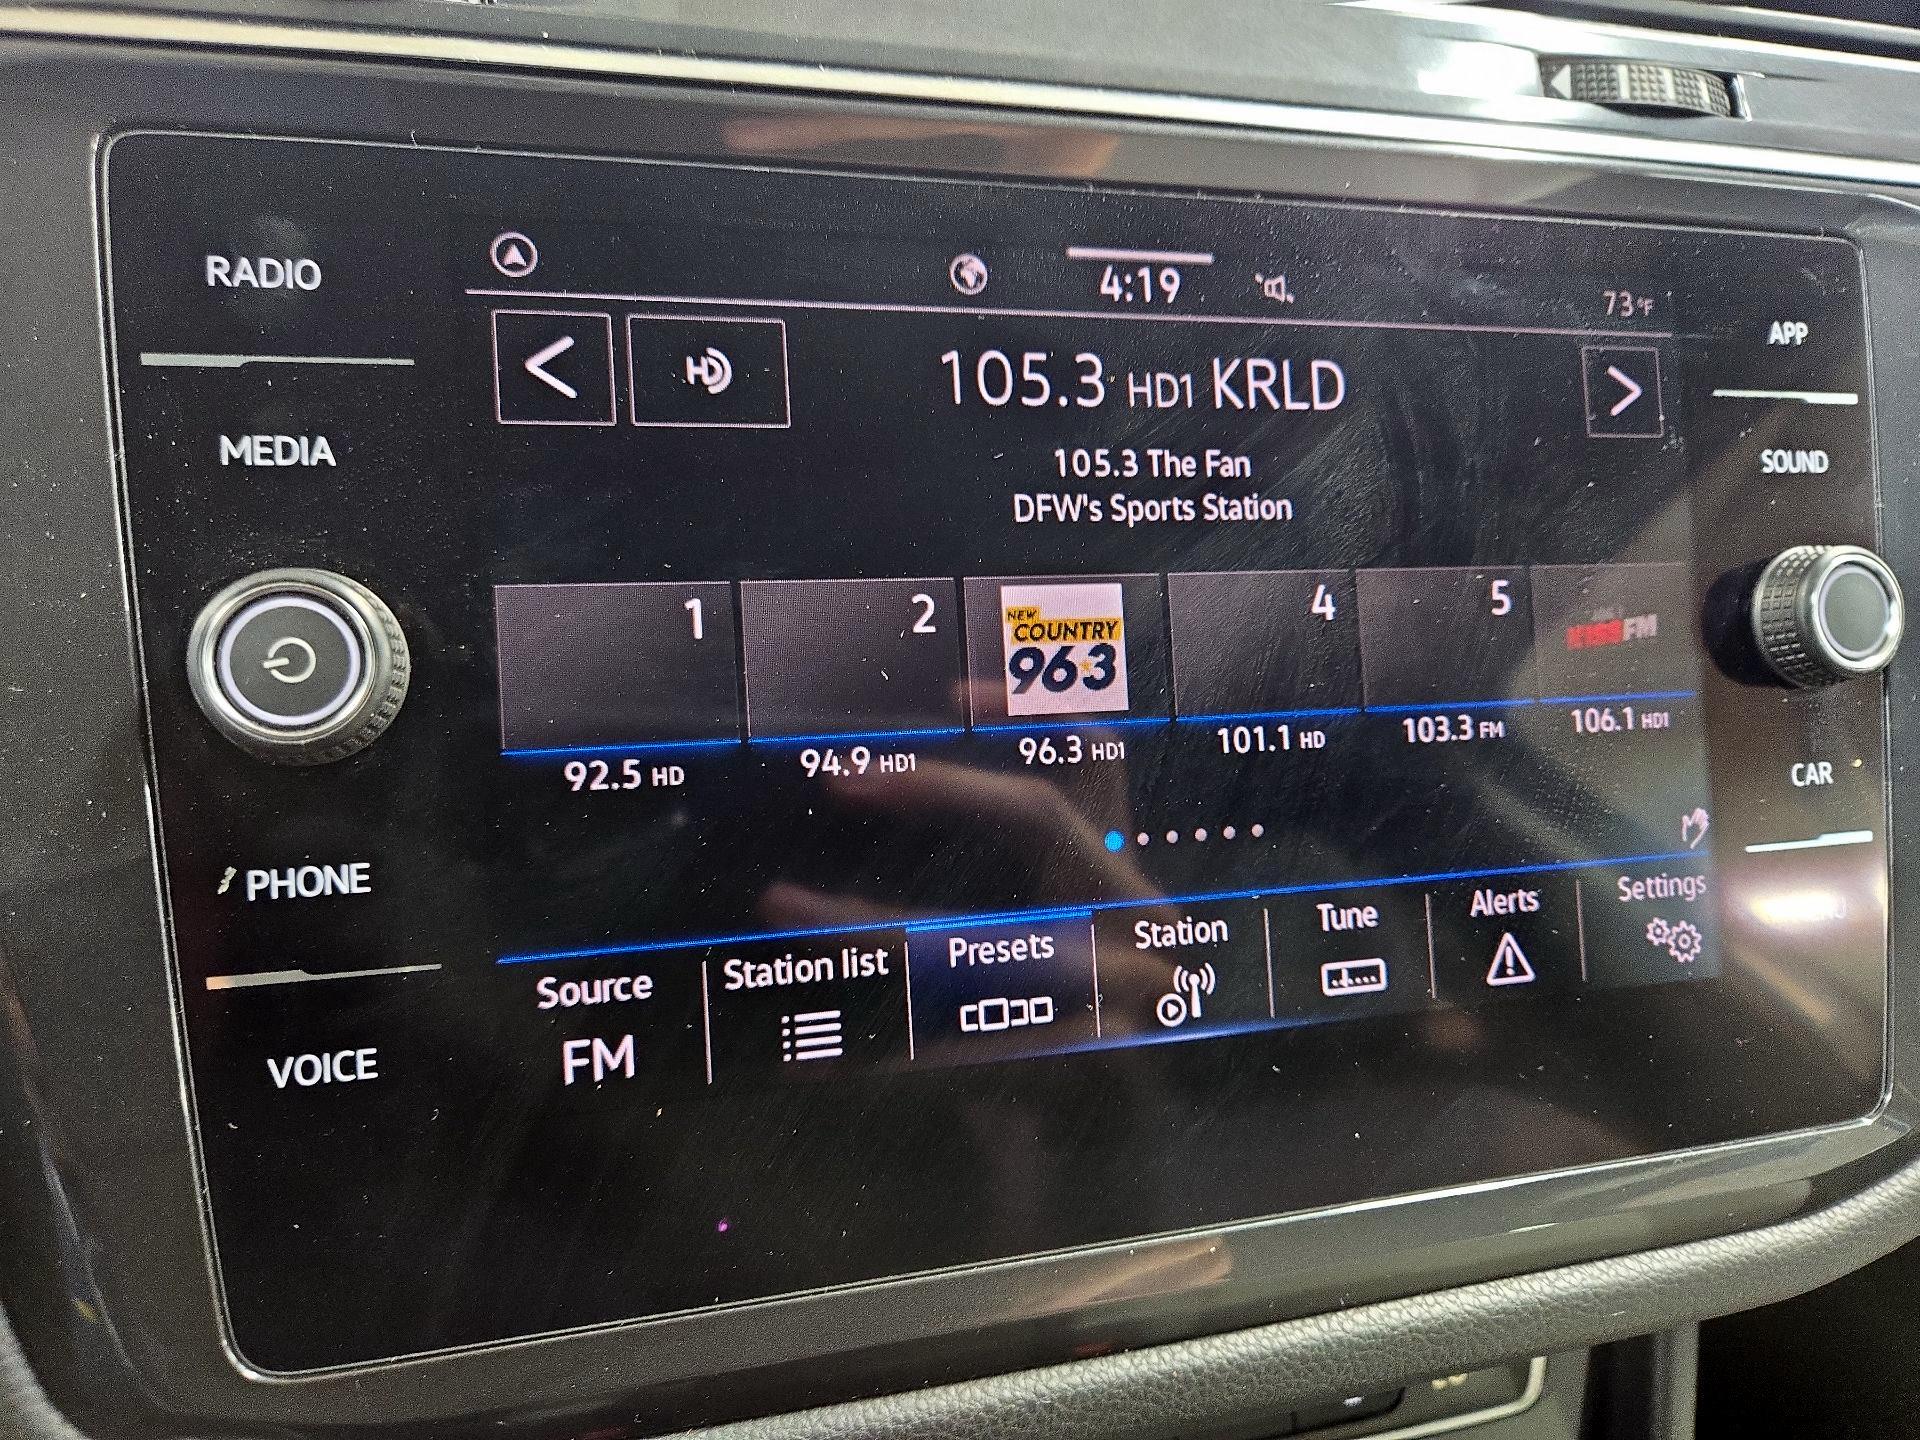 RADIO
MEDIA
PHONE
VOICE
4:19
73°F
HD
105.3 HD1 KRLD
105.3 The Fan
DFW's Sports Station
1
2
NEW
COUNTRY
96.3
4
5
FM
92.5 HD
94.9 HD1
96.3 HD1
101.1 HD
103.3 FM
106.1 HD1
Source
FM
Station list
Presets
Station
Tune
Alerts
Settings
APP
SOUND
CAR